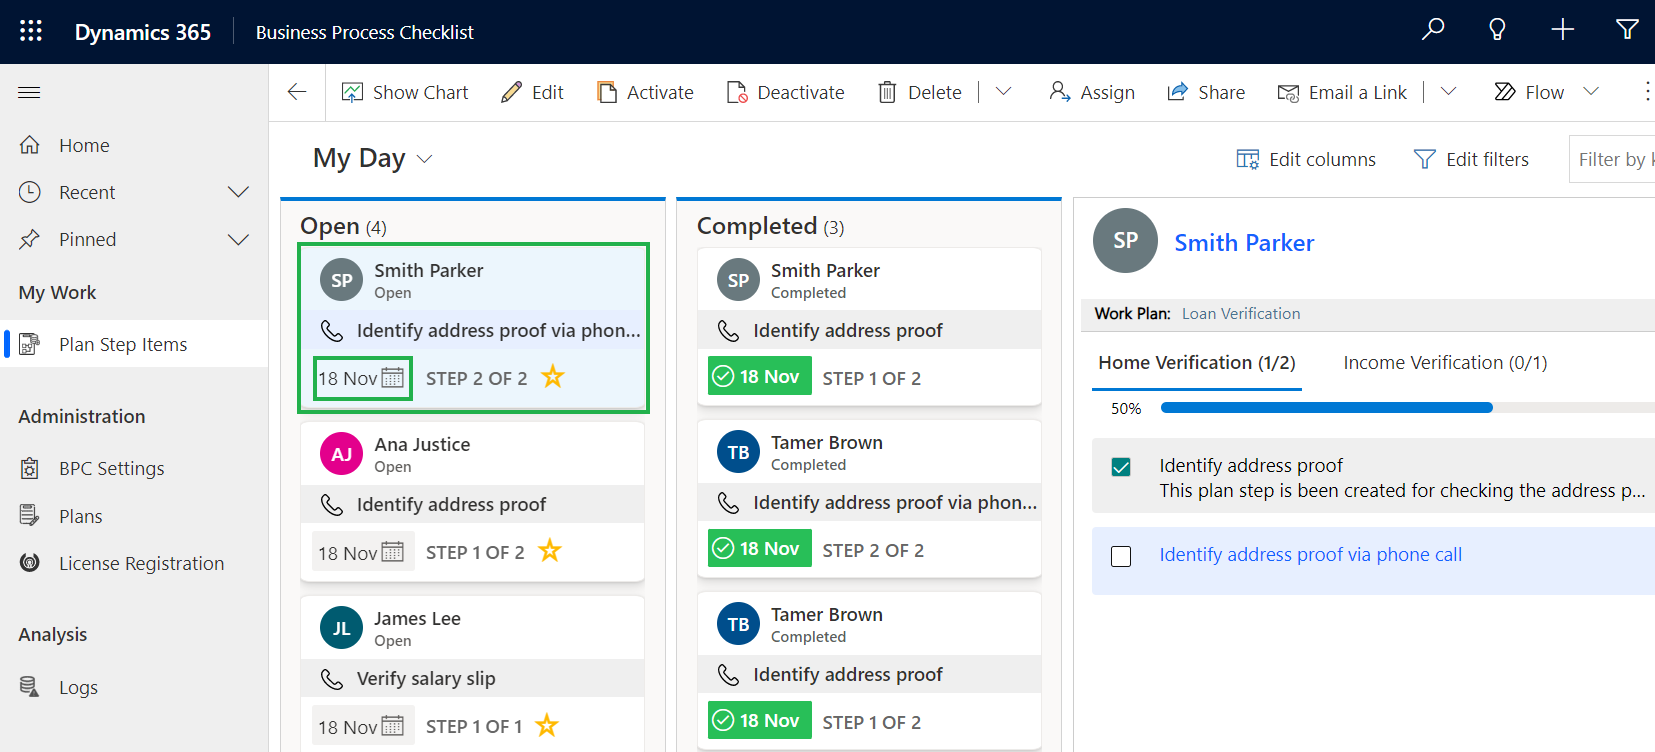 Dynamics 365 Business Process Checklist
Show Chart Edit Activate Deactivate Delete Assign Share Email a Link Flow
Home
Recent
Pinned
My Work
Plan Step Items
Administration
BPC Settings
Plans
License Registration
Analysis
Logs
My Day
Edit columns Edit filters Filter by k
Open (4)
SP Smith Parker
Open
Identify address proof via phon...
18 Nov STEP 2 OF 2
AJ Ana Justice
Open
Identify address proof
18 Nov STEP 1 OF 2
JL James Lee
Open
Verify salary slip
18 Nov STEP 1 OF 1
Completed (3)
SP Smith Parker
Completed
Identify address proof
18 Nov STEP 1 OF 2
TB Tamer Brown
Completed
Identify address proof via phon...
18 Nov STEP 2 OF 2
TB Tamer Brown
Completed
Identify address proof
18 Nov STEP 1 OF 2
SP Smith Parker
Work Plan: Loan Verification
Home Verification (1/2) Income Verification (0/1)
50%
Identify address proof
This plan step is been created for checking the address p...
Identify address proof via phone call